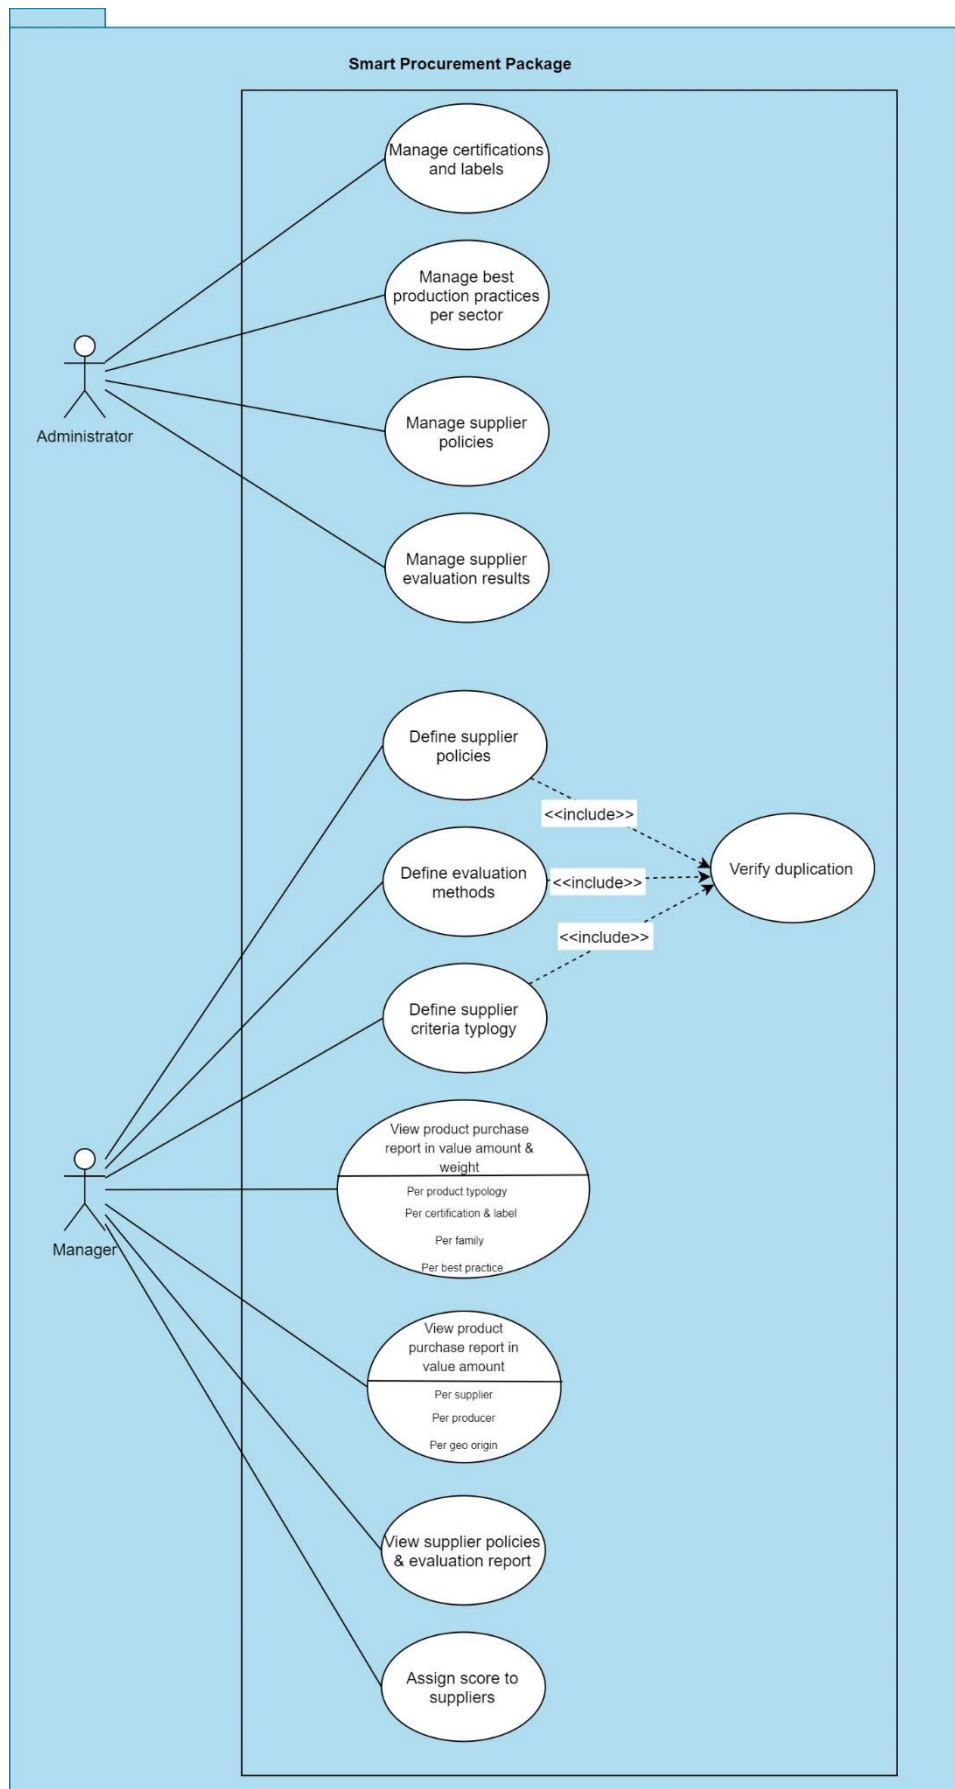 Smart Procurement Package
Manage certifications
and labels
Manage best
production practices
per sector
Administrator
Manage supplier
policies
Manage supplier
evaluation results
Define supplier
policies
<<include>>
Verify duplication
Define evaluation
methods
<<include>>
<<include>>
Define supplier
criteria typlogy
View product purchase
report in value amount &
weight
Per product typology
Per certification & label
Per family
Per best practice
Manager
View product
purchase report in
value amount
Per supplier
Per producer
Per geo origin
View supplier policies
& evaluation report
Assign score to
suppliers